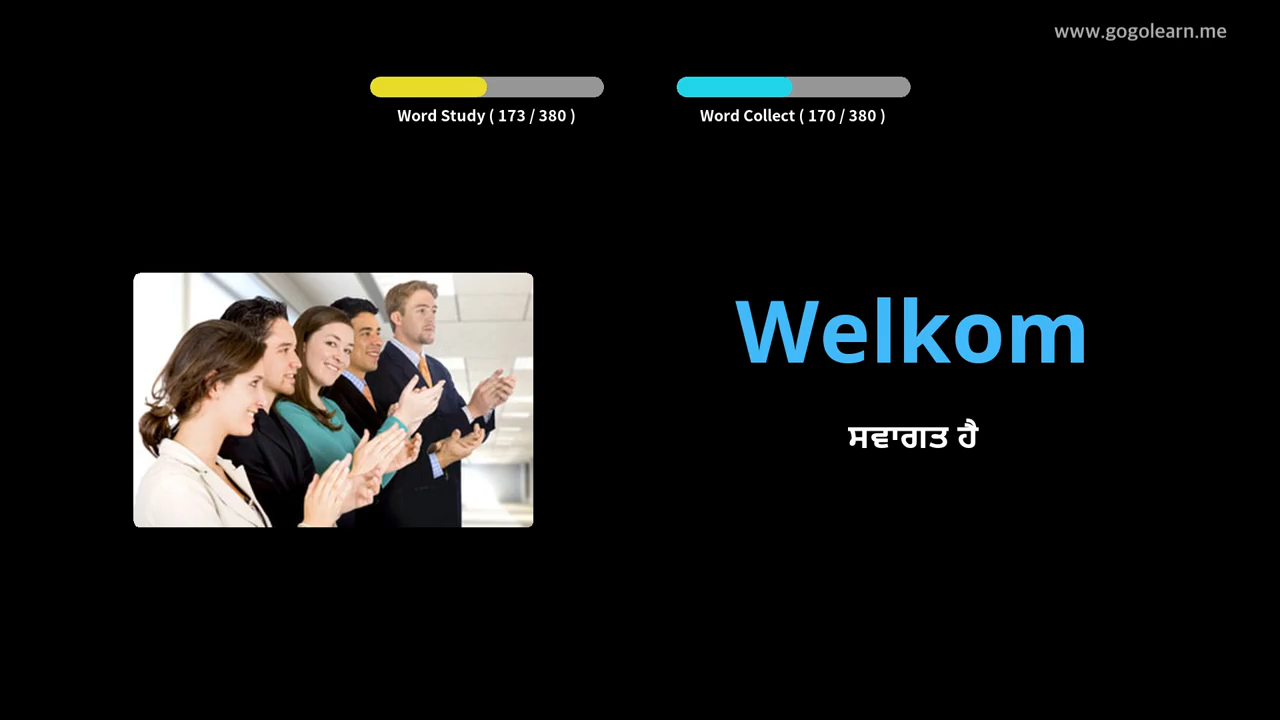 www.gogolearn.me
Word Study ( 173 / 380 )
Word Collect ( 170 / 380 )
Welkom
ਸਵਾਗਤ ਹੈ